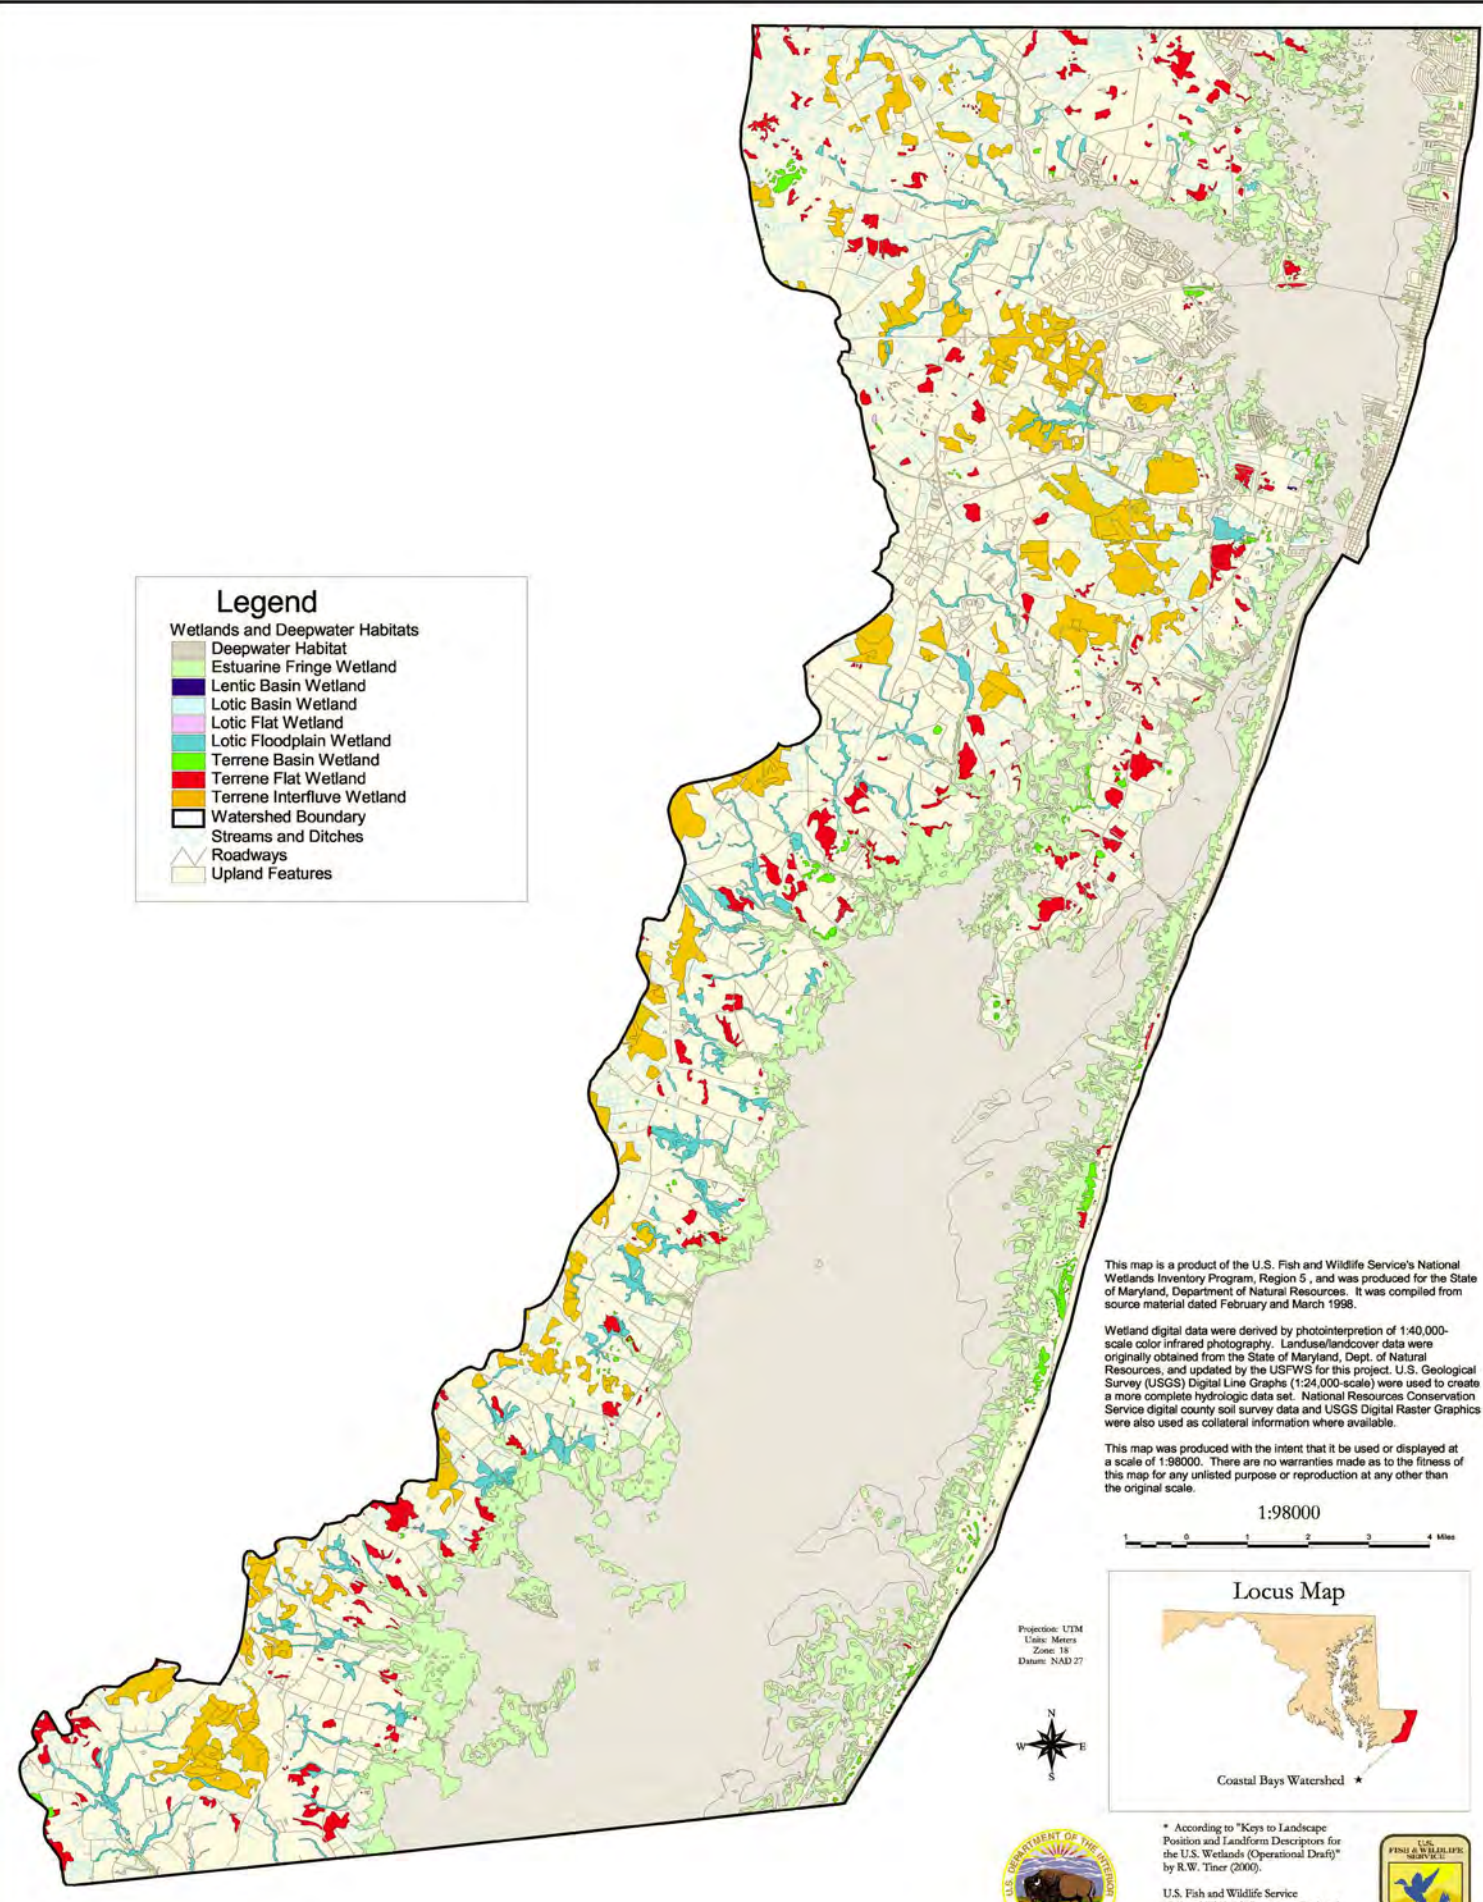 Legend
Wetlands and Deepwater Habitats
Deepwater Habitat
Estuarine Fringe Wetland
Lentic Basin Wetland
Lotic Basin Wetland
Lotic Flat Wetland
Lotic Floodplain Wetland
Terrene Basin Wetland
Terrene Flat Wetland
Terrene Interfluve Wetland
Watershed Boundary
Streams and Ditches
Roadways
Upland Features
This map is a product of the U.S. Fish and Wildlife Service's National
Wetlands Inventory Program, Region 5 , and was produced for the State
of Maryland, Department of Natural Resources. It was compiled from
source material dated February and March 1998.
Wetland digital data were derived by photointerpretion of 1:40,000-
scale color infrared photography. Landuse/landcover data were
originally obtained from the State of Maryland, Dept. of Natural
Resources, and updated by the USFWS for this project. U.S. Geological
Survey (USGS) Digital Line Graphs (1:24,000-scale) were used to create
a more complete hydrologic data set. National Resources Conservation
Service digital county soil survey data and USGS Digital Raster Graphics
were also used as collateral information where available.
This map was produced with the intent that it be used or displayed at
a scale of 1:98000. There are no warranties made as to the fitness of
this map for any unlisted purpose or reproduction at any other than
the original scale.
1:98000
1 0 1 2 3 4 Miles
Locus Map
Coastal Bays Watershed ★
Projection: UTM
Units: Meters
Zone: 18
Datum: NAD 27
N
W E
S
* According to "Keys to Landscape
Position and Landform Descriptors for
the U.S. Wetlands (Operational Draft)"
by R.W. Tiner (2000).
U.S. Fish and Wildlife Service
U.S. DEPARTMENT OF THE INTERIOR
U.S.
FISH & WILDLIFE
SERVICE